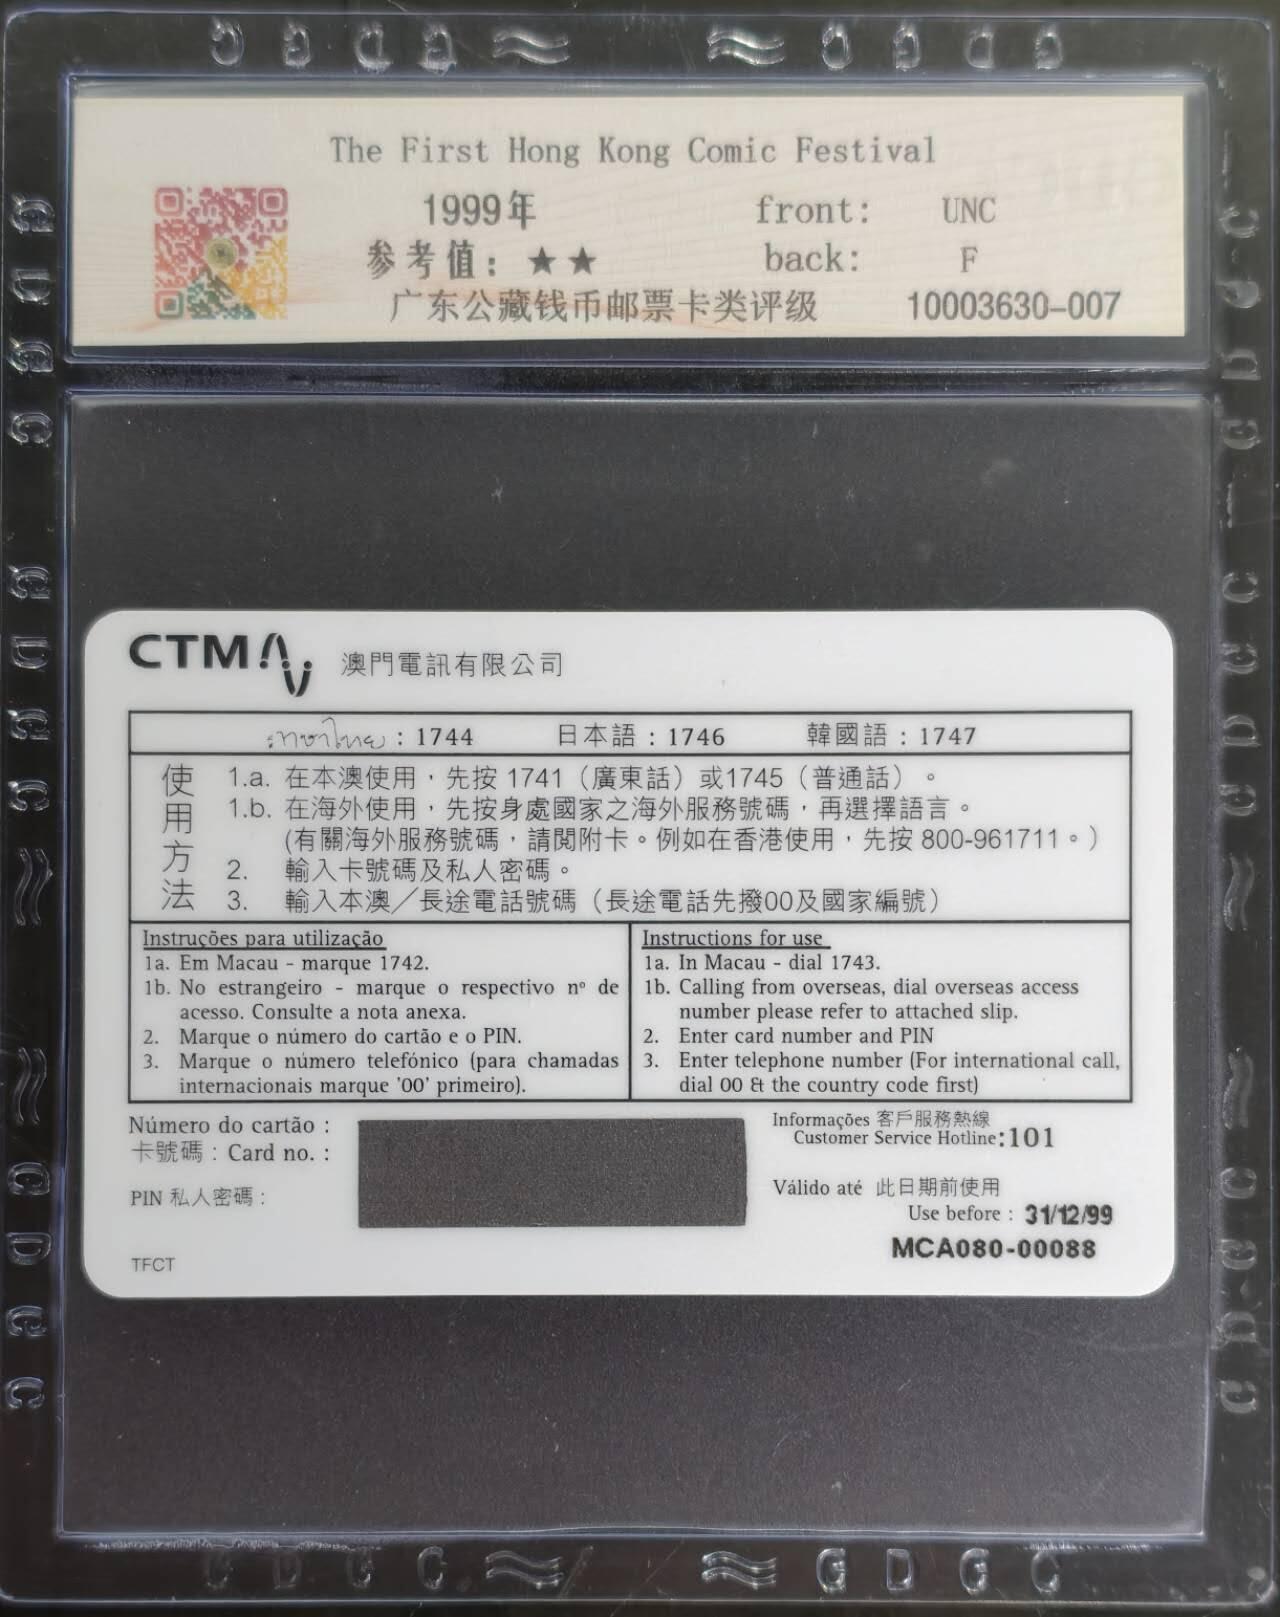 GDGC ≈ ≈ GDGC
The First Hong Kong Comic Festival
1999年 front: UNC
参考值：★★ back: F
广东公藏钱币邮票卡类评级 10003630-007
CTM 澳門電訊有限公司
ภาษาไทย : 1744 日本語 : 1746 韓國語 : 1747
使用方法
1.a. 在本澳使用，先按 1741（廣東話）或1745（普通話）。
1.b. 在海外使用，先按身處國家之海外服務號碼，再選擇語言。
(有關海外服務號碼，請閱附卡。例如在香港使用，先按 800-961711。)
2. 輸入卡號碼及私人密碼。
3. 輸入本澳／長途電話號碼（長途電話先撥00及國家編號）
Instruções para utilização
1a. Em Macau - marque 1742.
1b. No estrangeiro - marque o respectivo nº de
acesso. Consulte a nota anexa.
2. Marque o número do cartão e o PIN.
3. Marque o número telefónico (para chamadas
internacionais marque '00' primeiro).
Instructions for use
1a. In Macau - dial 1743.
1b. Calling from overseas, dial overseas access
number please refer to attached slip.
2. Enter card number and PIN
3. Enter telephone number (For international call,
dial 00 & the country code first)
Número do cartão :
卡號碼 : Card no. :
PIN 私人密碼 :
TFCT
Informações 客戶服務熱線
Customer Service Hotline:101
Válido até 此日期前使用
Use before : 31/12/99
MCA080-00088
GDGC ≈ ≈ GDGC